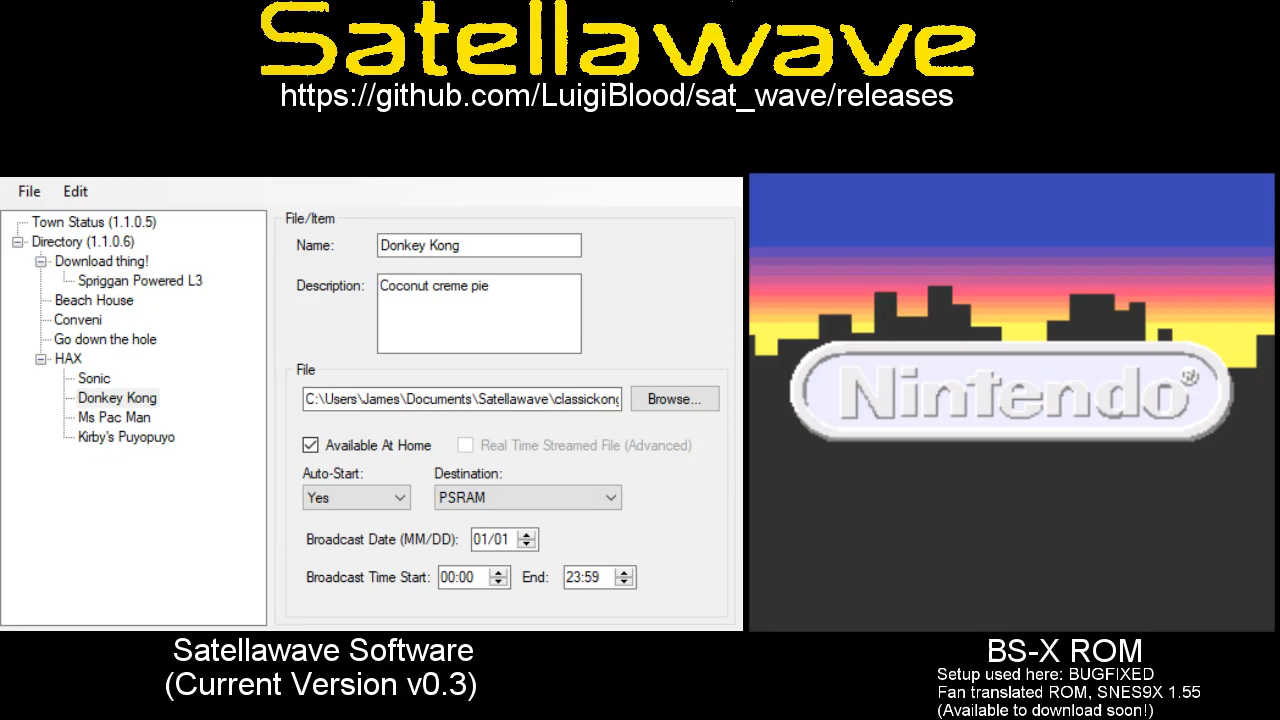 Satellawave
https://github.com/LuigiBlood/sat_wave/releases
File Edit
Town Status (1.1.0.5)
Directory (1.1.0.6)
Download thing!
Spriggan Powered L3
Beach House
Conveni
Go down the hole
HAX
Sonic
Donkey Kong
Ms Pac Man
Kirby's Puyopuyo
File/Item
Name: Donkey Kong
Description: Coconut creme pie
File
C:\Users\James\Documents\Satellawave\classickong Browse...
Available At Home Real Time Streamed File (Advanced)
Auto-Start: Destination:
Yes PSRAM
Broadcast Date (MM/DD): 01/01
Broadcast Time Start: 00:00 End: 23:59
Nintendo®
Satellawave Software
(Current Version v0.3)
BS-X ROM
Setup used here: BUGFIXED
Fan translated ROM, SNES9X 1.55
(Available to download soon!)